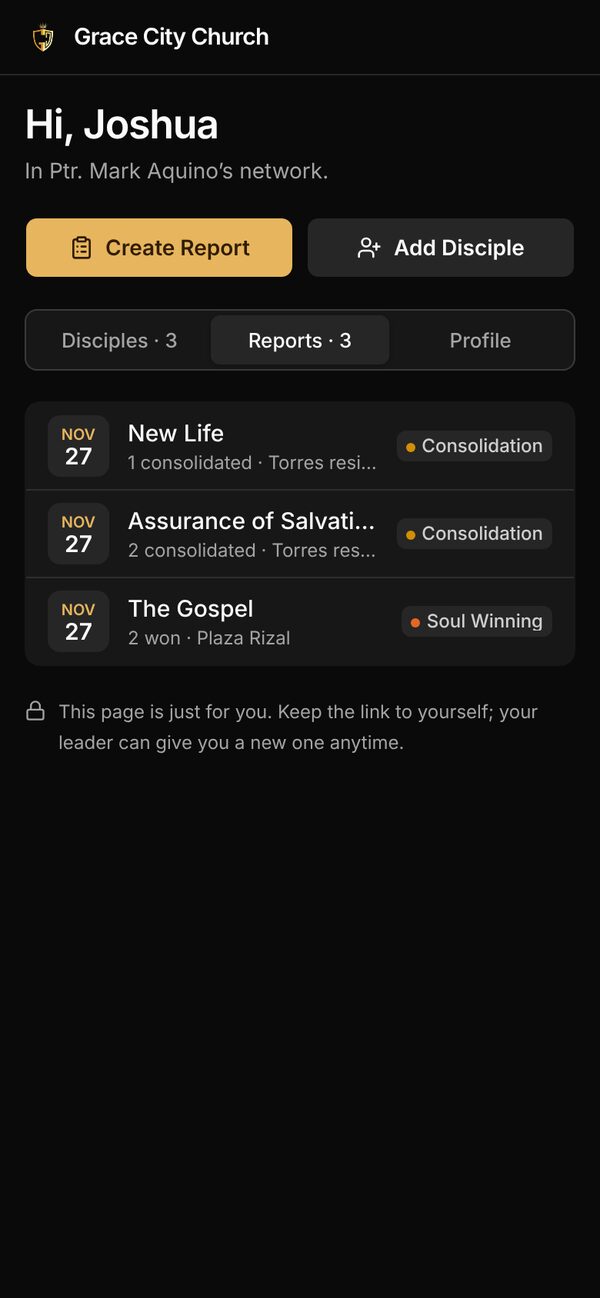 Grace City Church
Hi, Joshua
In Ptr. Mark Aquino’s network.
Create Report
Add Disciple
Disciples · 3
Reports · 3
Profile
NOV
27
New Life
1 consolidated · Torres resi...
Consolidation
NOV
27
Assurance of Salvati...
2 consolidated · Torres res...
Consolidation
NOV
27
The Gospel
2 won · Plaza Rizal
Soul Winning
This page is just for you. Keep the link to yourself; your
leader can give you a new one anytime.